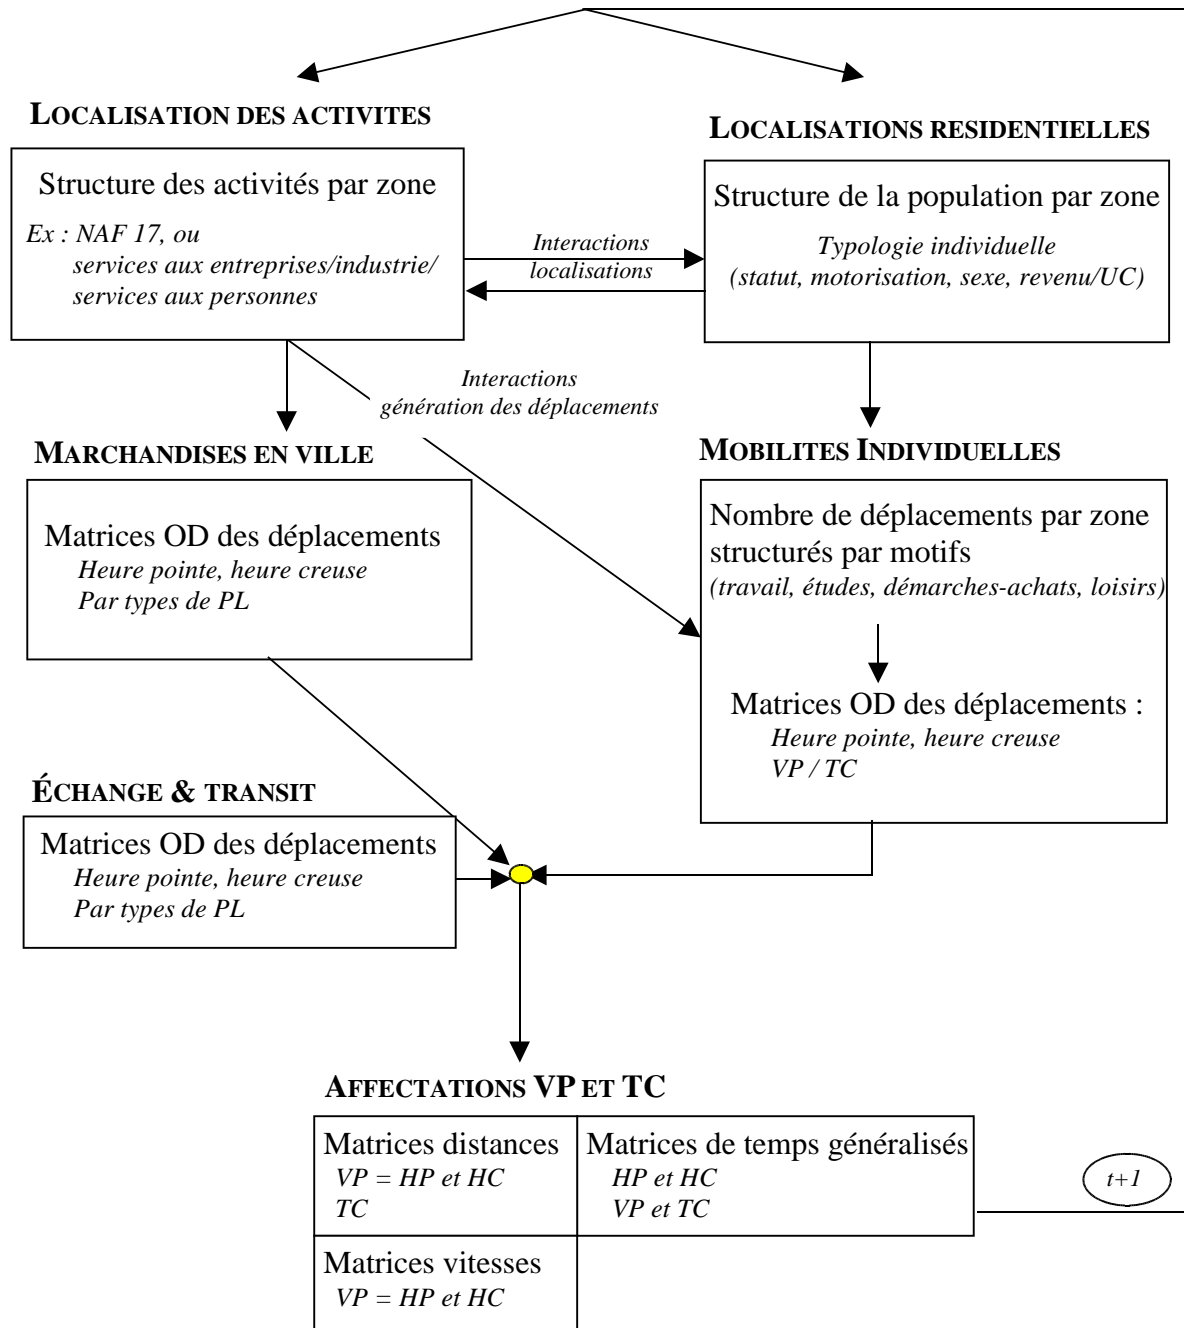 LOCALISATION DES ACTIVITES
Structure des activités par zone
Ex : NAF 17, ou
services aux entreprises/industrie/
services aux personnes
Interactions
localisations
LOCALISATIONS RESIDENTIELLES
Structure de la population par zone
Typologie individuelle
(statut, motorisation, sexe, revenu/UC)
Interactions
génération des déplacements
MARCHANDISES EN VILLE
Matrices OD des déplacements
Heure pointe, heure creuse
Par types de PL
MOBILITES INDIVIDUELLES
Nombre de déplacements par zone
structurés par motifs
(travail, études, démarches-achats, loisirs)
Matrices OD des déplacements :
Heure pointe, heure creuse
VP / TC
ÉCHANGE & TRANSIT
Matrices OD des déplacements
Heure pointe, heure creuse
Par types de PL
AFFECTATIONS VP ET TC
Matrices distances
VP = HP et HC
TC
Matrices de temps généralisés
HP et HC
VP et TC
t+1
Matrices vitesses
VP = HP et HC